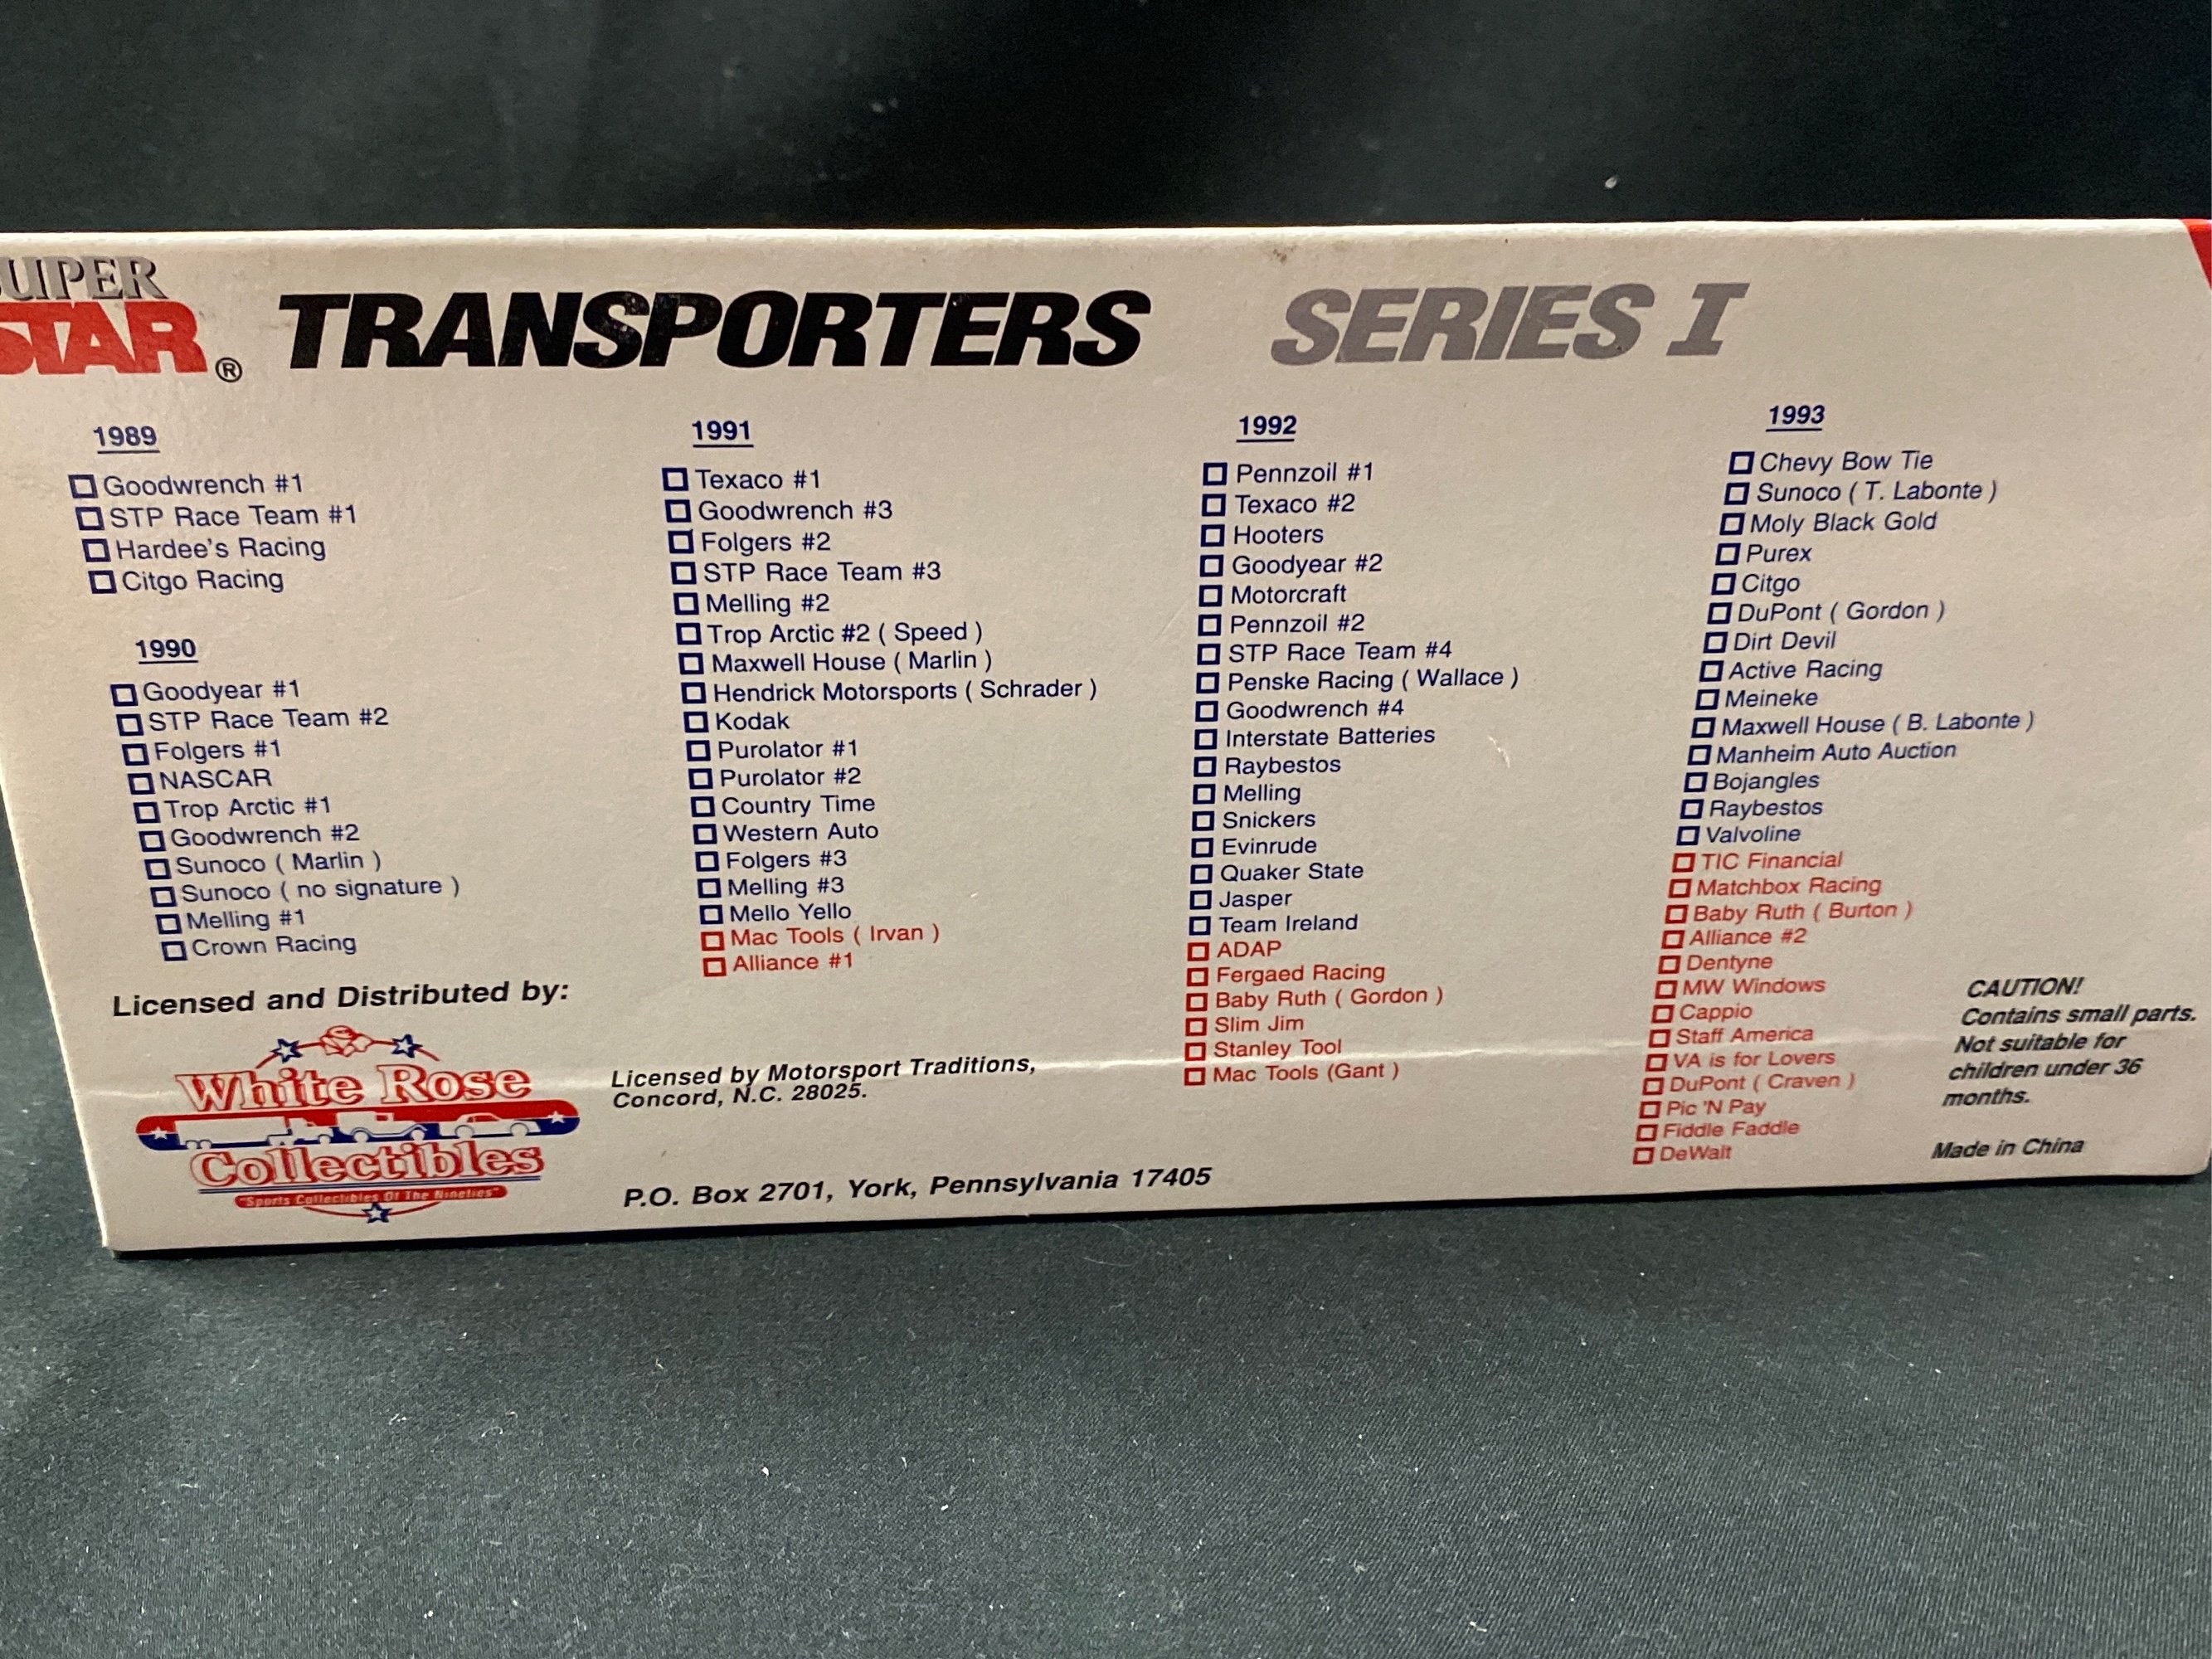 SUPER
STAR®
TRANSPORTERS SERIES I
1989
Goodwrench #1
STP Race Team #1
Hardee's Racing
Citgo Racing
1990
Goodyear #1
STP Race Team #2
Folgers #1
NASCAR
Trop Arctic #1
Goodwrench #2
Sunoco ( Marlin )
Sunoco ( no signature )
Melling #1
Crown Racing
1991
Texaco #1
Goodwrench #3
Folgers #2
STP Race Team #3
Melling #2
Trop Arctic #2 ( Speed )
Maxwell House ( Marlin )
Hendrick Motorsports ( Schrader )
Kodak
Purolator #1
Purolator #2
Country Time
Western Auto
Folgers #3
Melling #3
Mello Yello
Mac Tools ( Irvan )
Alliance #1
1992
Pennzoil #1
Texaco #2
Hooters
Goodyear #2
Motorcraft
Pennzoil #2
STP Race Team #4
Penske Racing ( Wallace )
Goodwrench #4
Interstate Batteries
Raybestos
Melling
Snickers
Evinrude
Quaker State
Jasper
Team Ireland
ADAP
Fergaed Racing
Baby Ruth ( Gordon )
Slim Jim
Stanley Tool
Mac Tools (Gant )
1993
Chevy Bow Tie
Sunoco ( T. Labonte )
Moly Black Gold
Purex
Citgo
DuPont ( Gordon )
Dirt Devil
Active Racing
Meineke
Maxwell House ( B. Labonte )
Manheim Auto Auction
Bojangles
Raybestos
Valvoline
TIC Financial
Matchbox Racing
Baby Ruth ( Burton )
Alliance #2
Dentyne
MW Windows
Cappio
Staff America
VA is for Lovers
DuPont ( Craven )
Pic 'N Pay
Fiddle Faddle
DeWalt
Licensed and Distributed by:
White Rose
Collectibles
"Sports Collectibles Of The Nineties"
Licensed by Motorsport Traditions,
Concord, N.C. 28025.
P.O. Box 2701, York, Pennsylvania 17405
CAUTION!
Contains small parts.
Not suitable for
children under 36
months.
Made in China